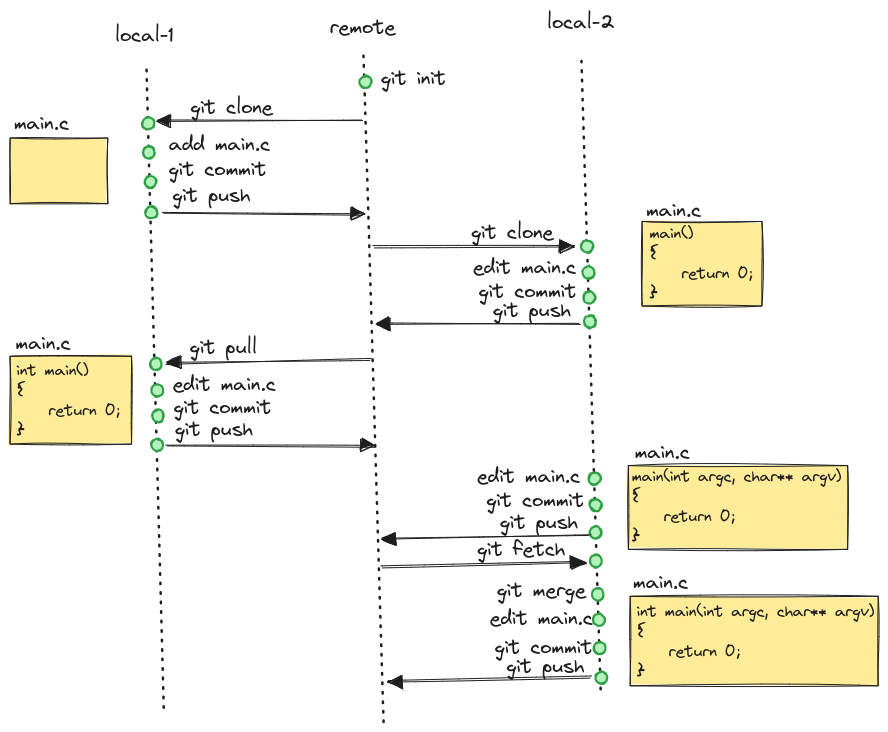 local-1
remote
local-2
git init
git clone
main.c
add main.c
git commit
git push
git clone
main.c
main()
{
return 0;
}
edit main.c
git commit
git push
git pull
main.c
int main()
{
return 0;
}
edit main.c
git commit
git push
edit main.c
git commit
git push
main.c
main(int argc, char** argv)
{
return 0;
}
git fetch
git merge
edit main.c
git commit
git push
main.c
int main(int argc, char** argv)
{
return 0;
}